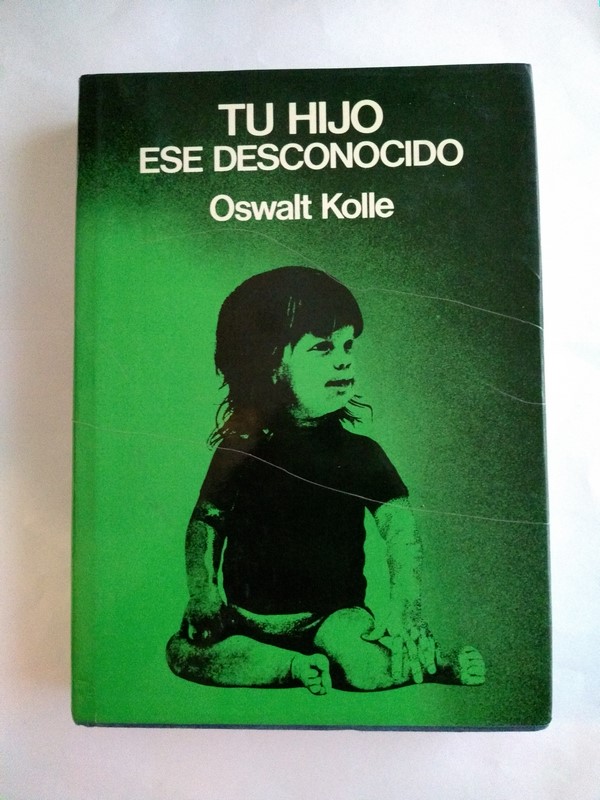 TU HIJO
ESE DESCONOCIDO
Oswalt Kolle